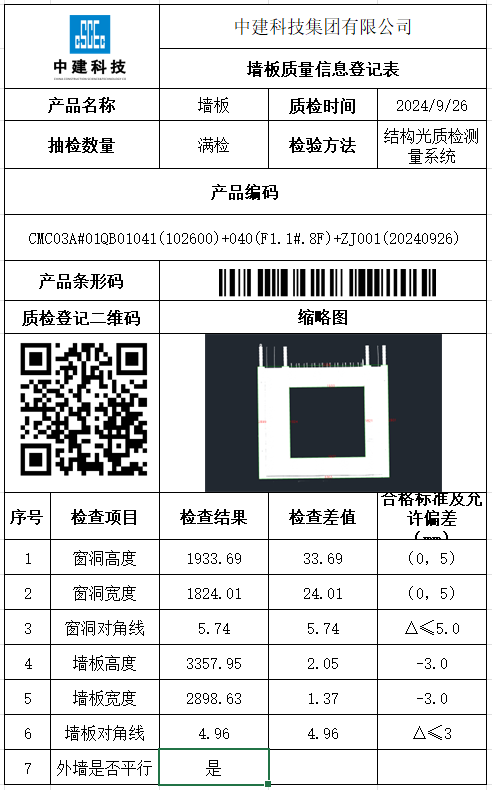 CSCEC
中建科技
中建科技集团有限公司
墙板质量信息登记表
产品名称 墙板 质检时间 2024/9/26
抽检数量 满检 检验方法 结构光质检测
量系统
产品编码
CMC03A#01QB01041(102600)+040(F1.1#.8F)+ZJ001(20240926)
产品条形码
质检登记二维码 缩略图
序号 检查项目 检查结果 检查差值 合格标准及允
许偏差
(mm)
1 窗洞高度 1933.69 33.69 (0, 5)
2 窗洞宽度 1824.01 24.01 (0, 5)
3 窗洞对角线 5.74 5.74 △≤5.0
4 墙板高度 3357.95 2.05 -3.0
5 墙板宽度 2898.63 1.37 -3.0
6 墙板对角线 4.96 4.96 △≤3
7 外墙是否平行 是